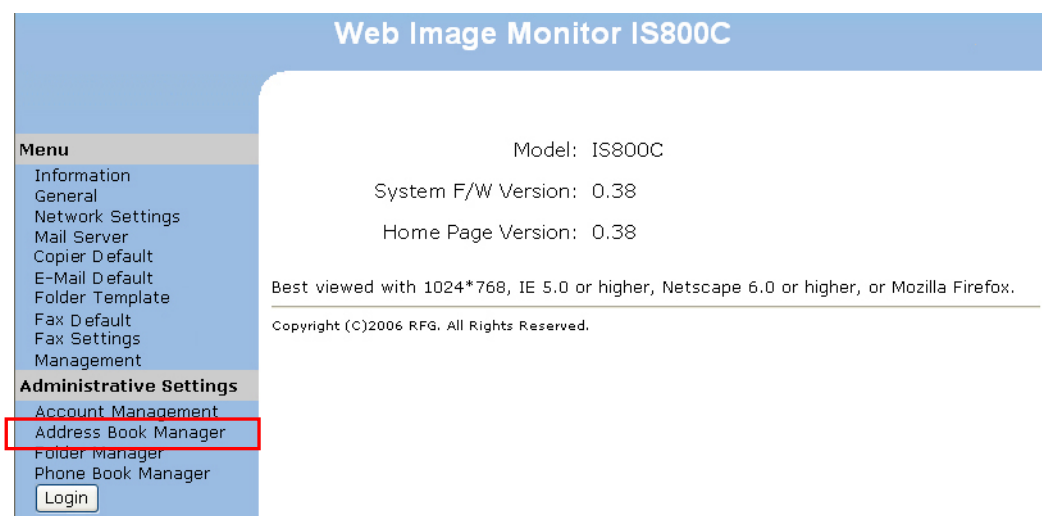 Web Image Monitor IS800C
Menu
Information
General
Network Settings
Mail Server
Copier Default
E-Mail Default
Folder Template
Fax Default
Fax Settings
Management
Administrative Settings
Account Management
Address Book Manager
Folder Manager
Phone Book Manager
Login
Model: IS800C
System F/W Version: 0.38
Home Page Version: 0.38
Best viewed with 1024*768, IE 5.0 or higher, Netscape 6.0 or higher, or Mozilla Firefox.
Copyright (C)2006 RFG. All Rights Reserved.